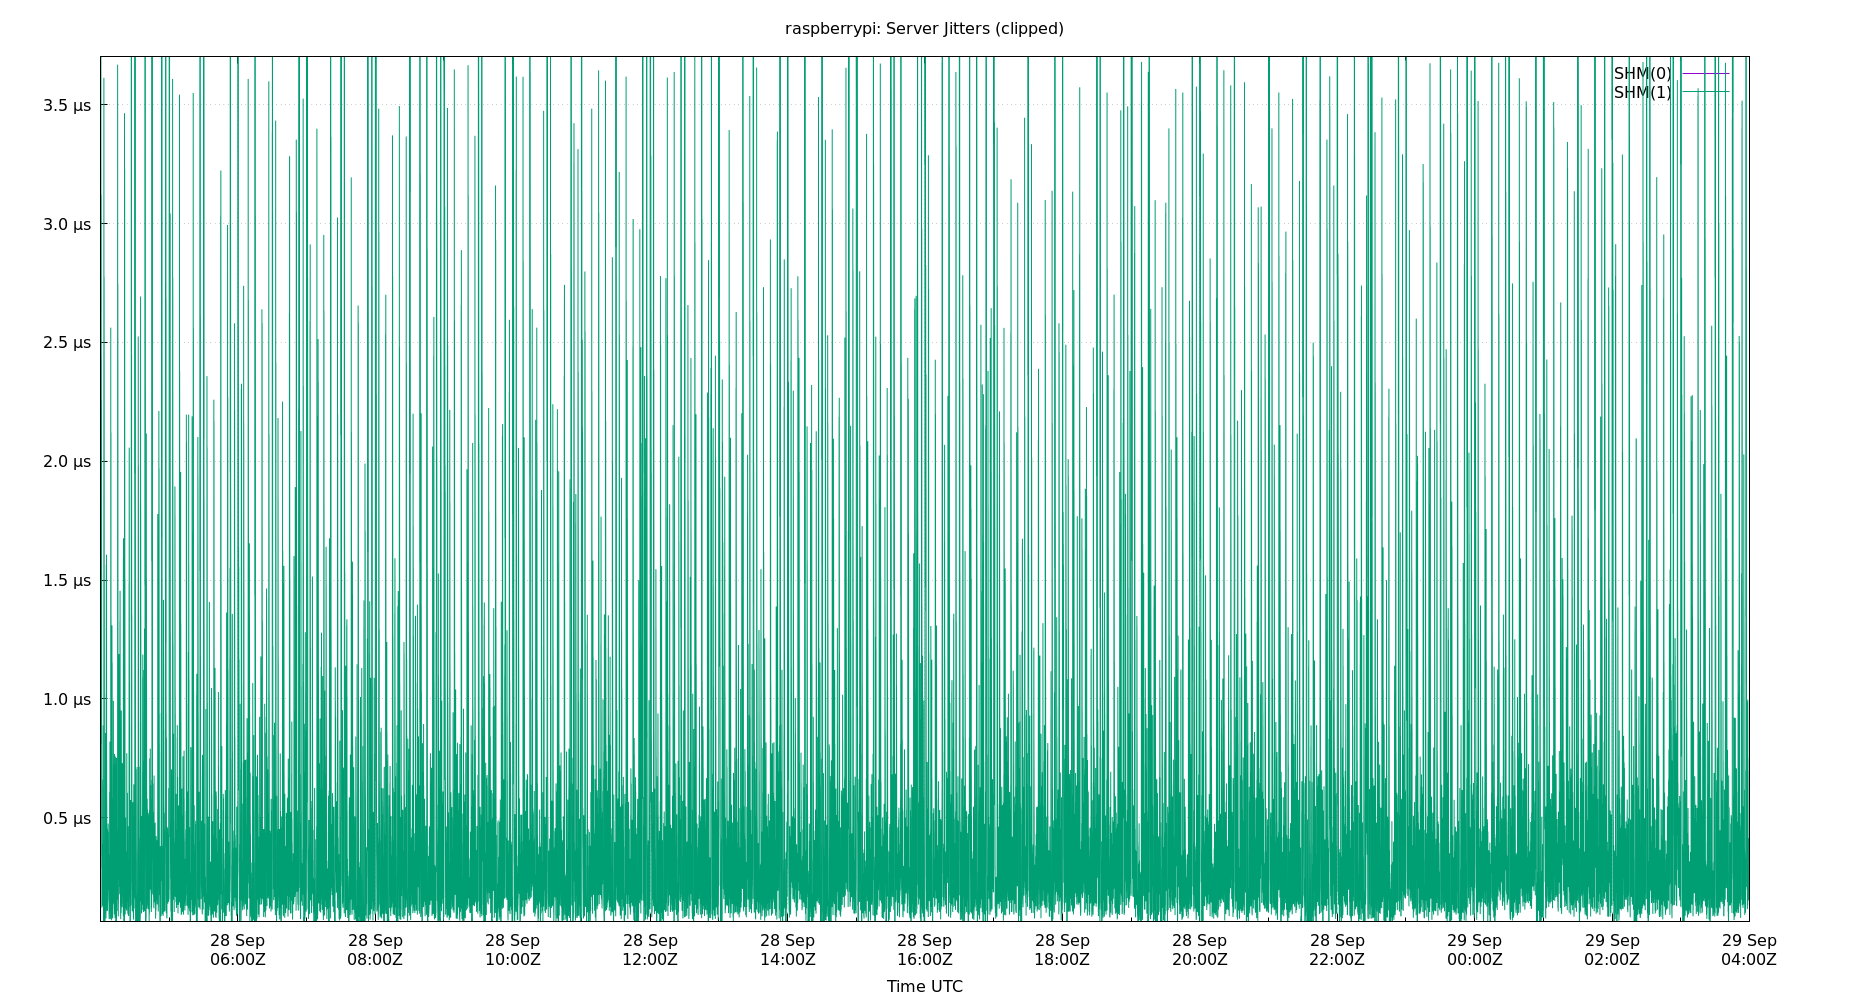 raspberrypi: Server Jitters (clipped)
SHM(0)
SHM(1)
3.5 µs
3.0 µs
2.5 µs
2.0 µs
1.5 µs
1.0 µs
0.5 µs
28 Sep 28 Sep 28 Sep 28 Sep 28 Sep 28 Sep 28 Sep 28 Sep 28 Sep 29 Sep 29 Sep 29 Sep
06:00Z 08:00Z 10:00Z 12:00Z 14:00Z 16:00Z 18:00Z 20:00Z 22:00Z 00:00Z 02:00Z 04:00Z
Time UTC